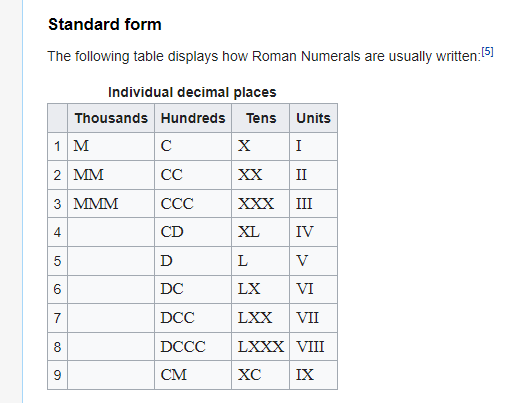 Standard form
The following table displays how Roman Numerals are usually written:[5]
Individual decimal places
Thousands Hundreds Tens Units
1 M C X I
2 MM CC XX II
3 MMM CCC XXX III
4 CD XL IV
5 D L V
6 DC LX VI
7 DCC LXX VII
8 DCCC LXXX VIII
9 CM XC IX